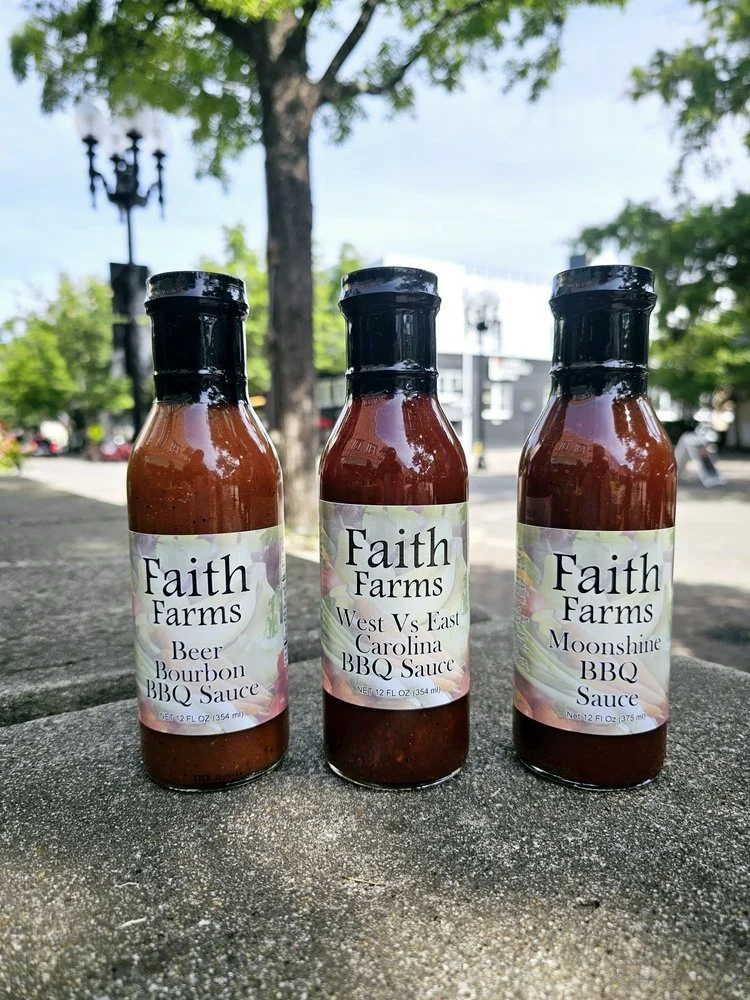 Faith
Farms
Beer
Bourbon
BBQ Sauce
NET 12 FL OZ (354 ml)
Faith
Farms
West Vs East
Carolina
BBQ Sauce
NET 12 FL OZ (354 ml)
Faith
Farms
Moonshine
BBQ
Sauce
Net 12 Fl Oz (375 ml)